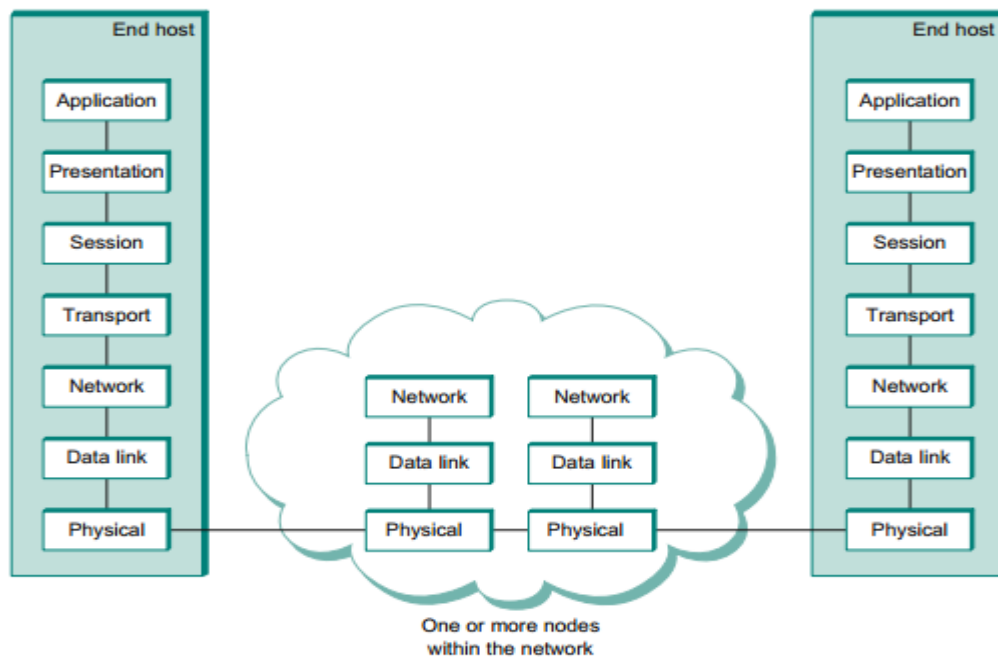 End host
Application
Presentation
Session
Transport
Network
Data link
Physical
Network
Data link
Physical
Network
Data link
Physical
One or more nodes
within the network
End host
Application
Presentation
Session
Transport
Network
Data link
Physical